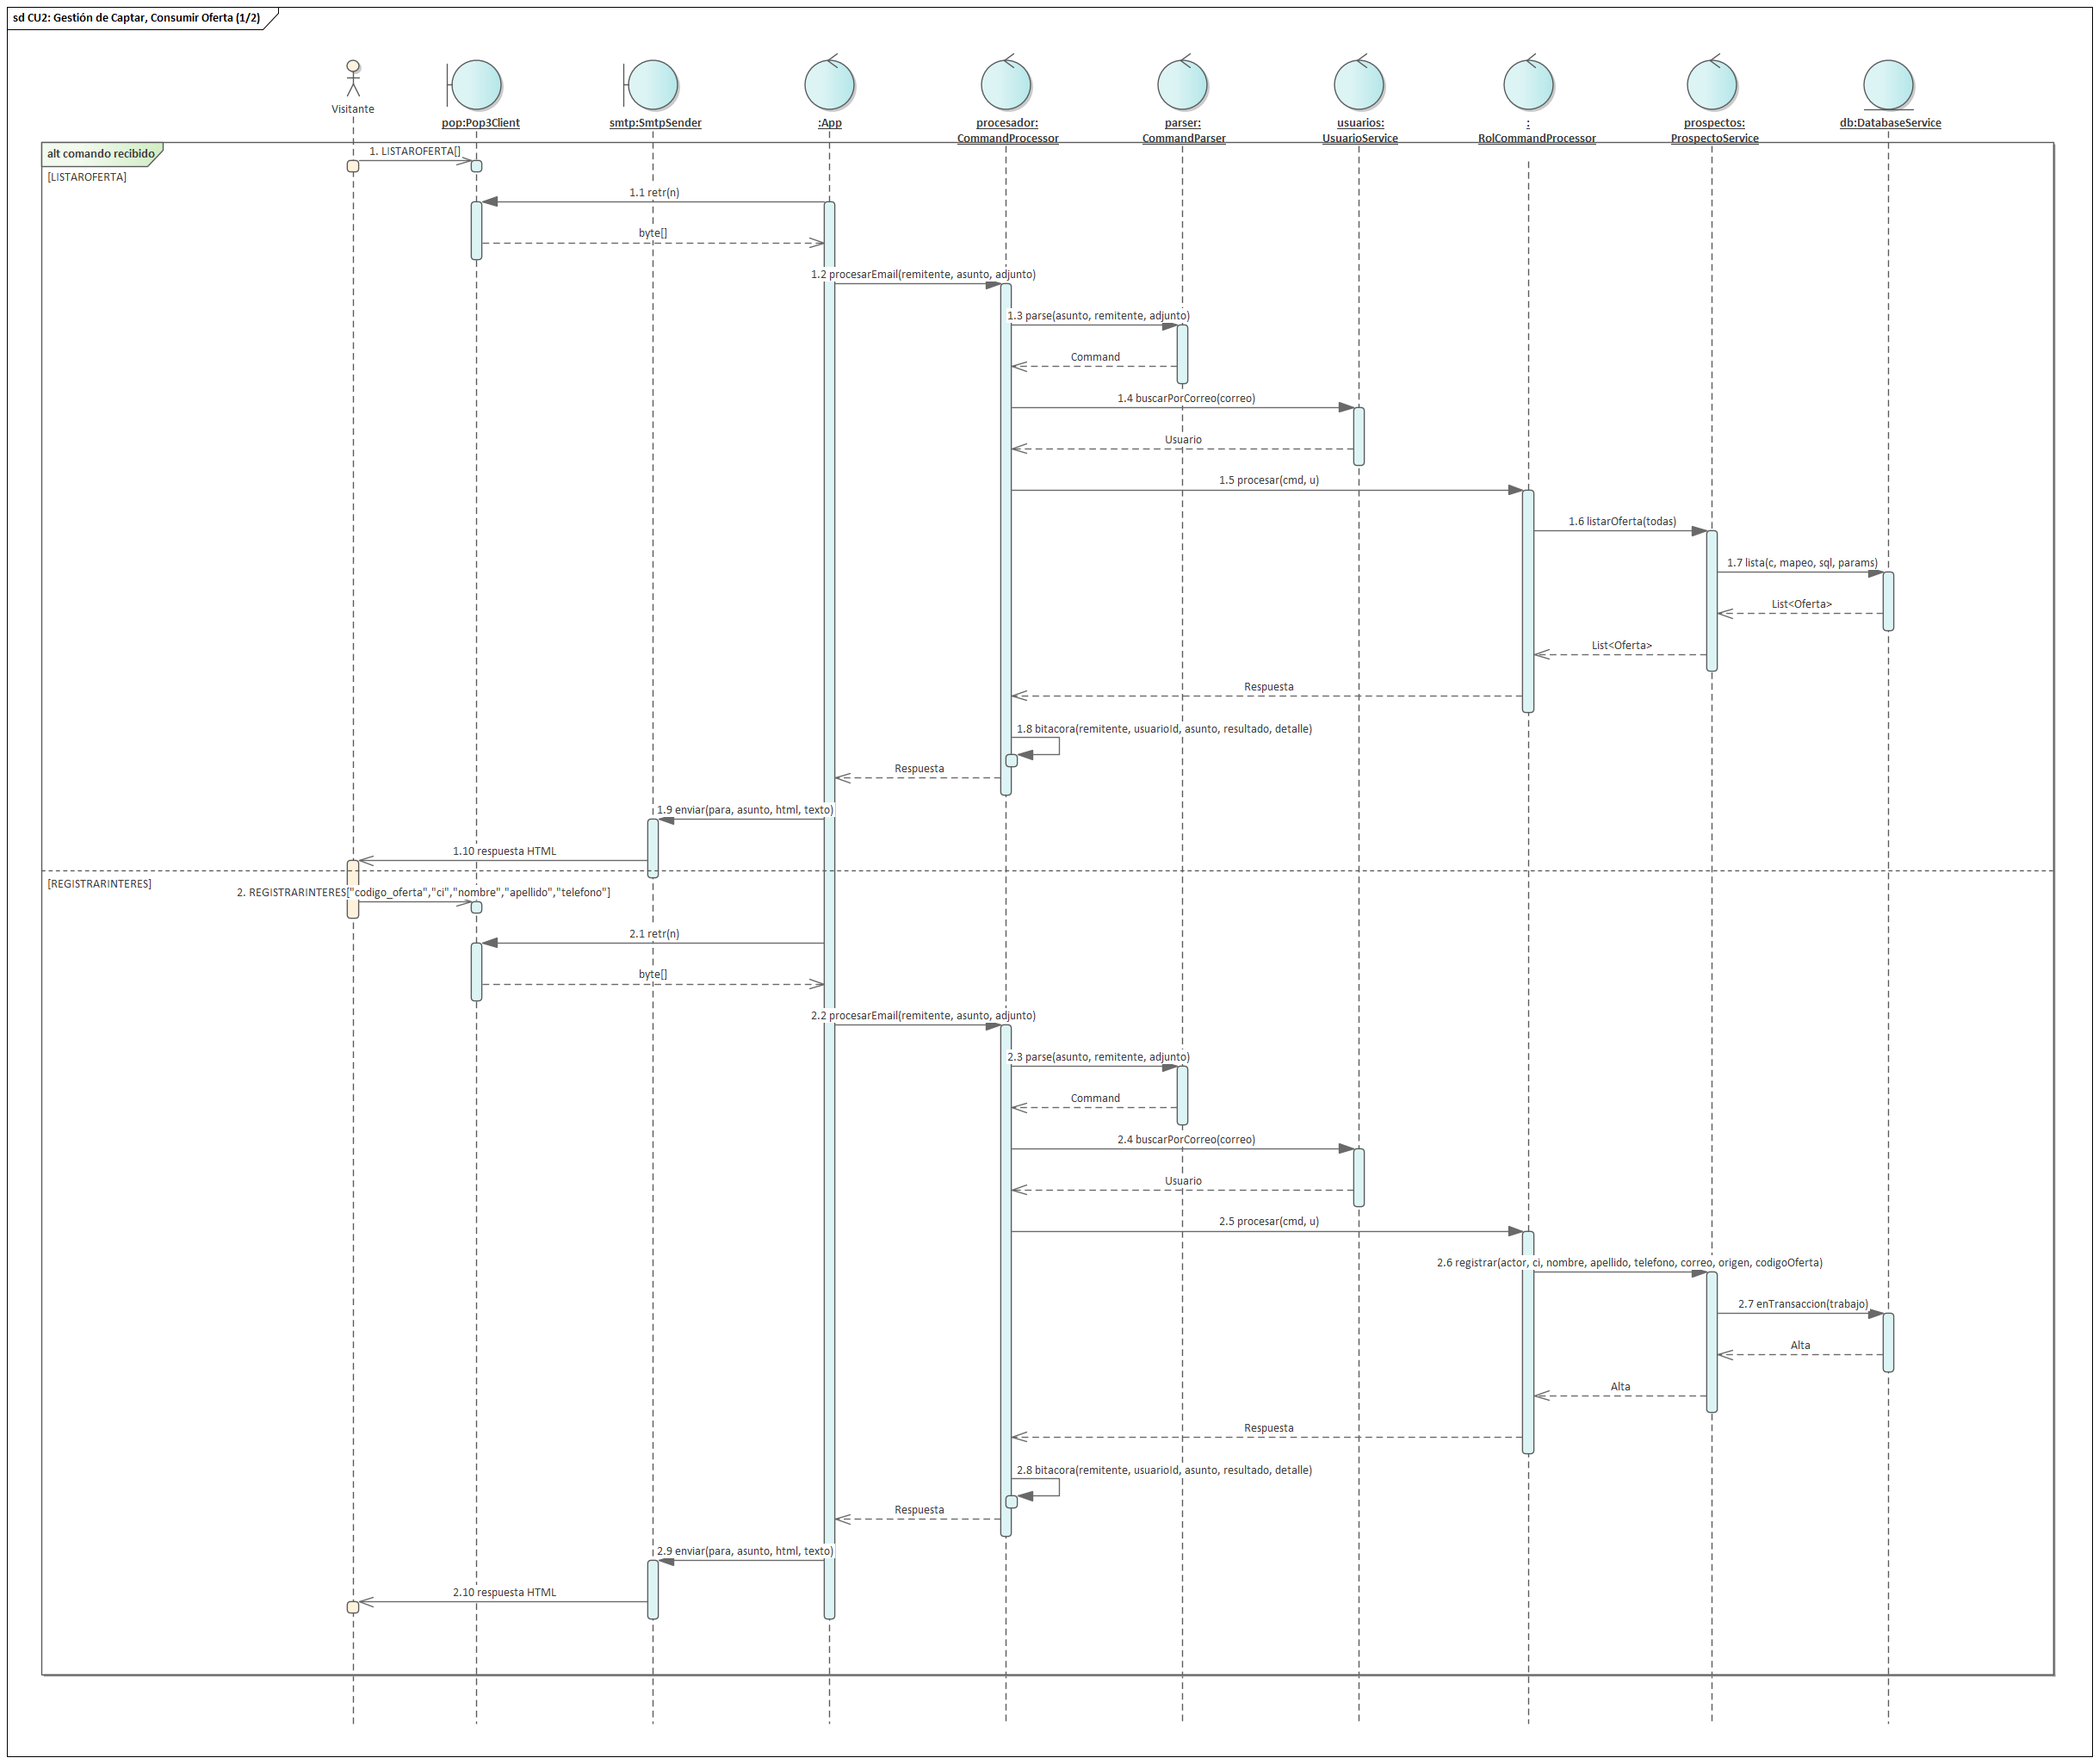 sd CU2: Gestión de Captar, Consumir Oferta (1/2)
Visitante
pop:Pop3Client
smtp:SmtpSender
:App
procesador:
CommandProcessor
parser:
CommandParser
usuarios:
UsuarioService
:
RolCommandProcessor
prospectos:
ProspectoService
db:DatabaseService
alt comando recibido
1. LISTAROFERTA[]
[LISTAROFERTA]
1.1 retr(n)
byte[]
1.2 procesarEmail(remitente, asunto, adjunto)
1.3 parse(asunto, remitente, adjunto)
Command
1.4 buscarPorCorreo(correo)
Usuario
1.5 procesar(cmd, u)
1.6 listarOferta(todas)
1.7 lista(c, mapeo, sql, params)
List<Oferta>
List<Oferta>
Respuesta
1.8 bitacora(remitente, usuarioId, asunto, resultado, detalle)
Respuesta
1.9 enviar(para, asunto, html, texto)
1.10 respuesta HTML
[REGISTRARINTERES]
2. REGISTRARINTERES["codigo_oferta","ci","nombre","apellido","telefono"]
2.1 retr(n)
byte[]
2.2 procesarEmail(remitente, asunto, adjunto)
2.3 parse(asunto, remitente, adjunto)
Command
2.4 buscarPorCorreo(correo)
Usuario
2.5 procesar(cmd, u)
2.6 registrar(actor, ci, nombre, apellido, telefono, correo, origen, codigoOferta)
2.7 enTransaccion(trabajo)
Alta
Alta
Respuesta
2.8 bitacora(remitente, usuarioId, asunto, resultado, detalle)
Respuesta
2.9 enviar(para, asunto, html, texto)
2.10 respuesta HTML